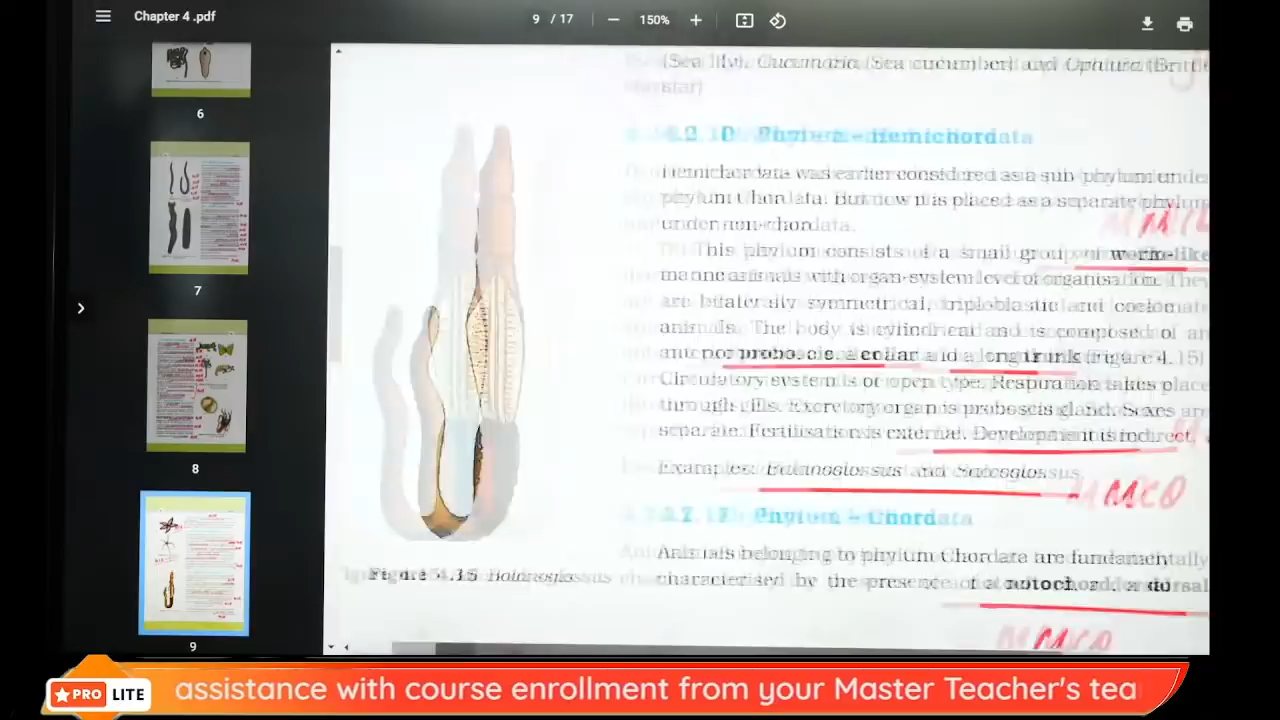 Chapter 4 .pdf
9 / 17
150%
6
7
8
9
(Sea lily), Cucumaria (Sea cucumber) and Ophiura (Brittle
star)
Phylum – Hemichordata
Hemichordata was earlier considered as a sub phylum under
phylum Chordata. But now it is placed as a separate phylum
under non-chordata.
This phylum consists of a small group of worm-like
marine animals with organ-system level of organisation. They
are bilaterally symmetrical, triploblastic and coelomate
animals. The body is cylindrical and is composed of an
anterior proboscis, a collar and a long trunk (Figure 4.15)
Circulatory system is of open type. Respiration takes place
through gills. Excretory organ is proboscis gland. Sexes are
separate. Fertilisation is external. Development is indirect.
Examples: Balanoglossus and Saccoglossus
MCQ
Phylum – Chordata
Animals belonging to phylum Chordata are fundamentally
characterised by the presence of a notochord, a dorsal
Figure 4.15 Balanoglossus
MCQ
PRO LITE
assistance with course enrollment from your Master Teacher's tea